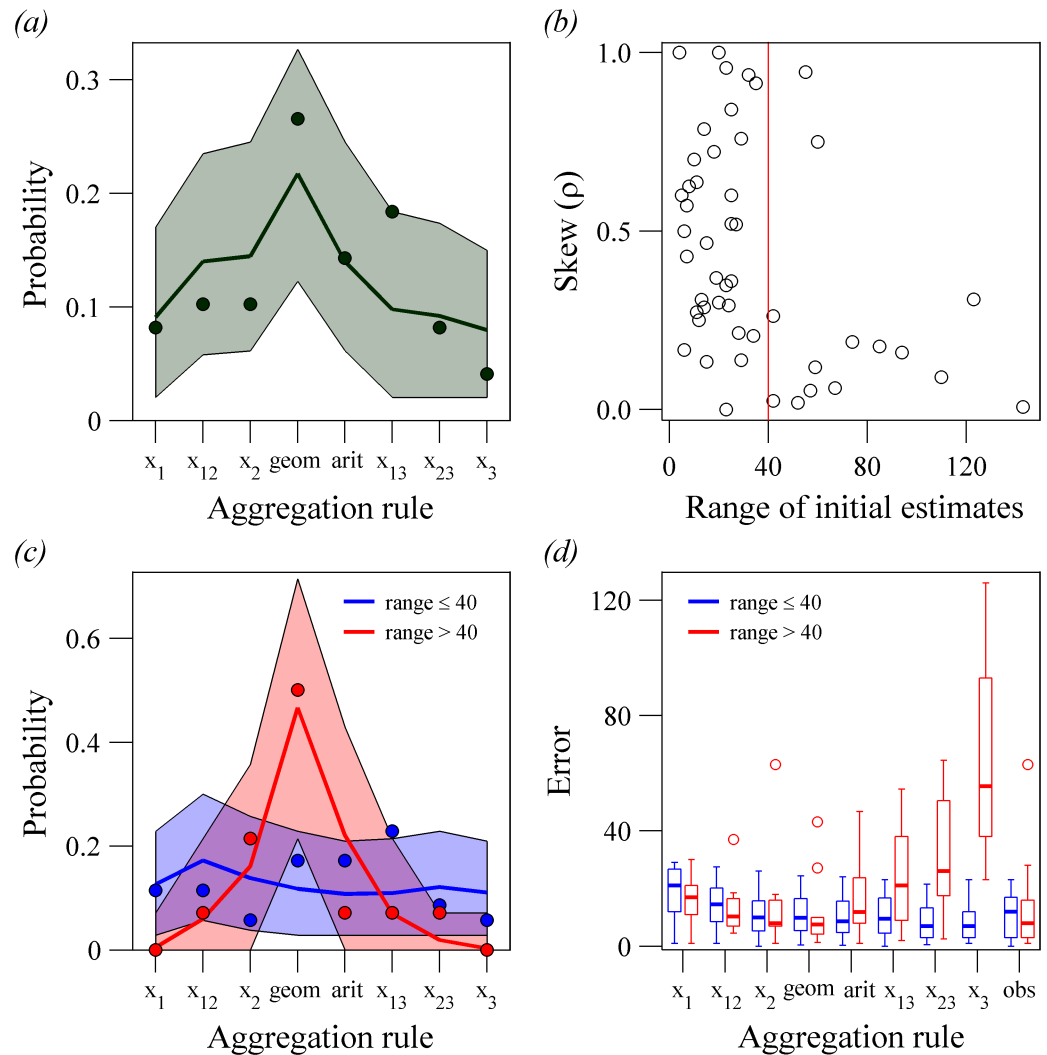 (a)
0.3
0.2
0.1
0
Probability
x1 x12 x2 geom arit x13 x23 x3
Aggregation rule
(b)
1.0
0.5
0.0
Skew (ρ)
0 40 80 120
Range of initial estimates
(c)
range ≤ 40
range > 40
0.6
0.4
0.2
0
Probability
x1 x12 x2 geom arit x13 x23 x3
Aggregation rule
(d)
range ≤ 40
range > 40
120
80
40
0
Error
x1 x12 x2 geom arit x13 x23 x3 obs
Aggregation rule